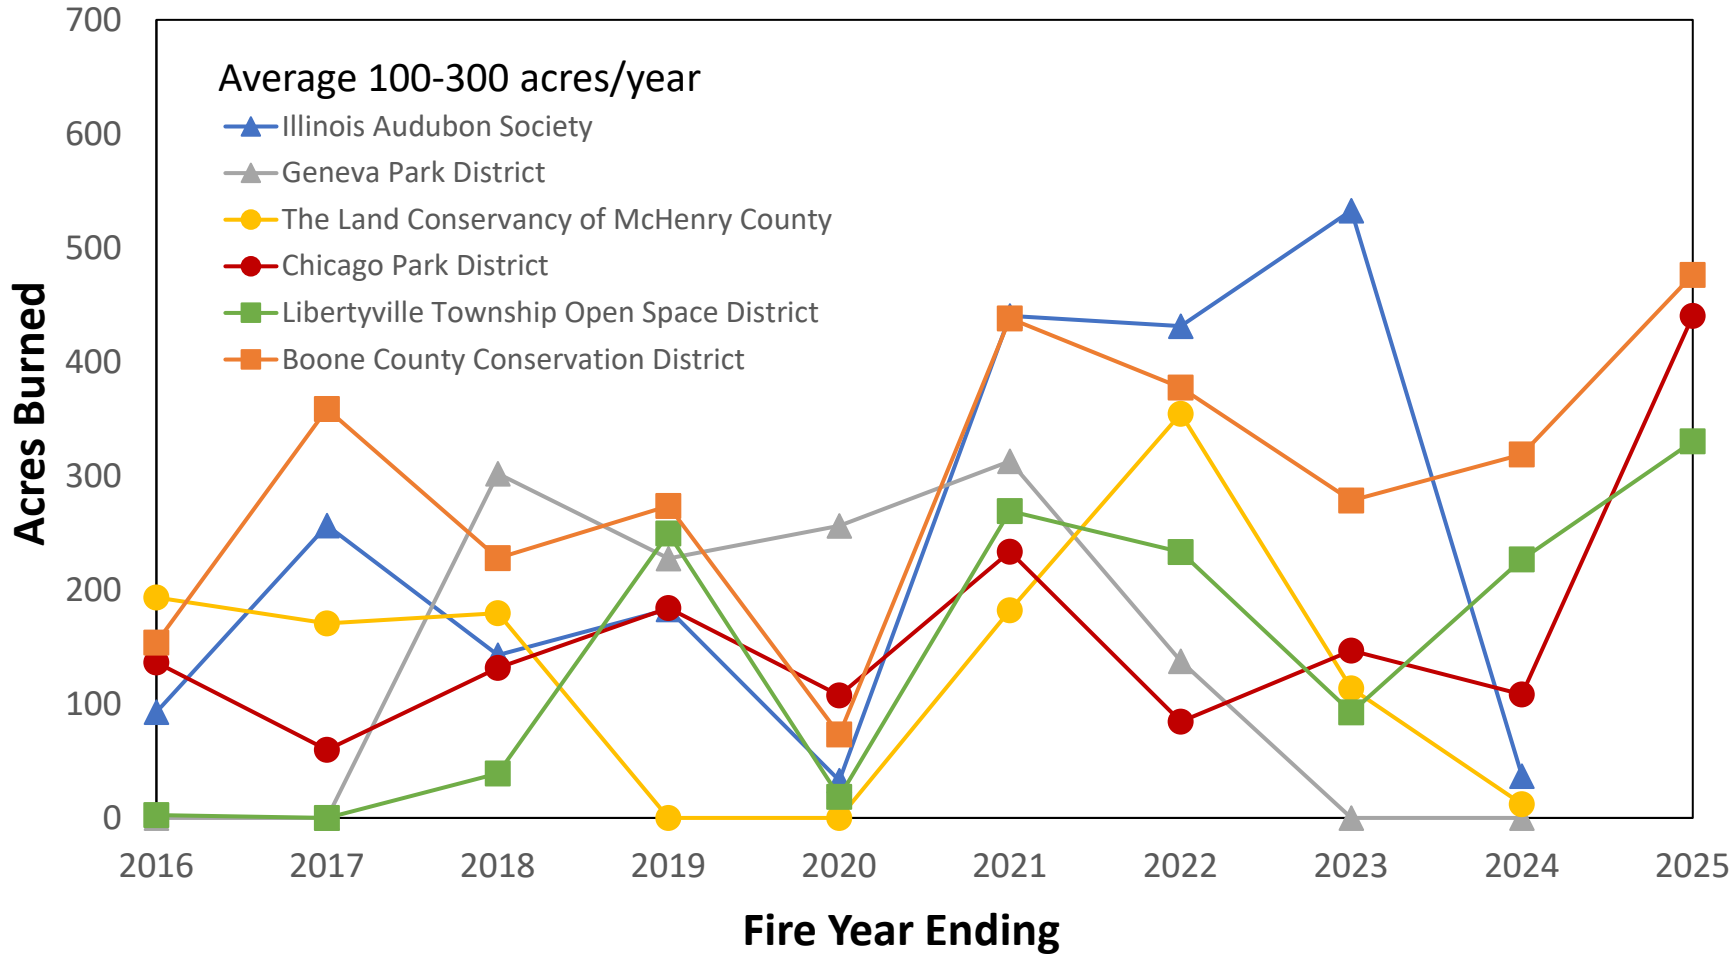 700
600
500
400
300
200
100
0
Acres Burned
Average 100-300 acres/year
Illinois Audubon Society
Geneva Park District
The Land Conservancy of McHenry County
Chicago Park District
Libertyville Township Open Space District
Boone County Conservation District
2016 2017 2018 2019 2020 2021 2022 2023 2024 2025
Fire Year Ending